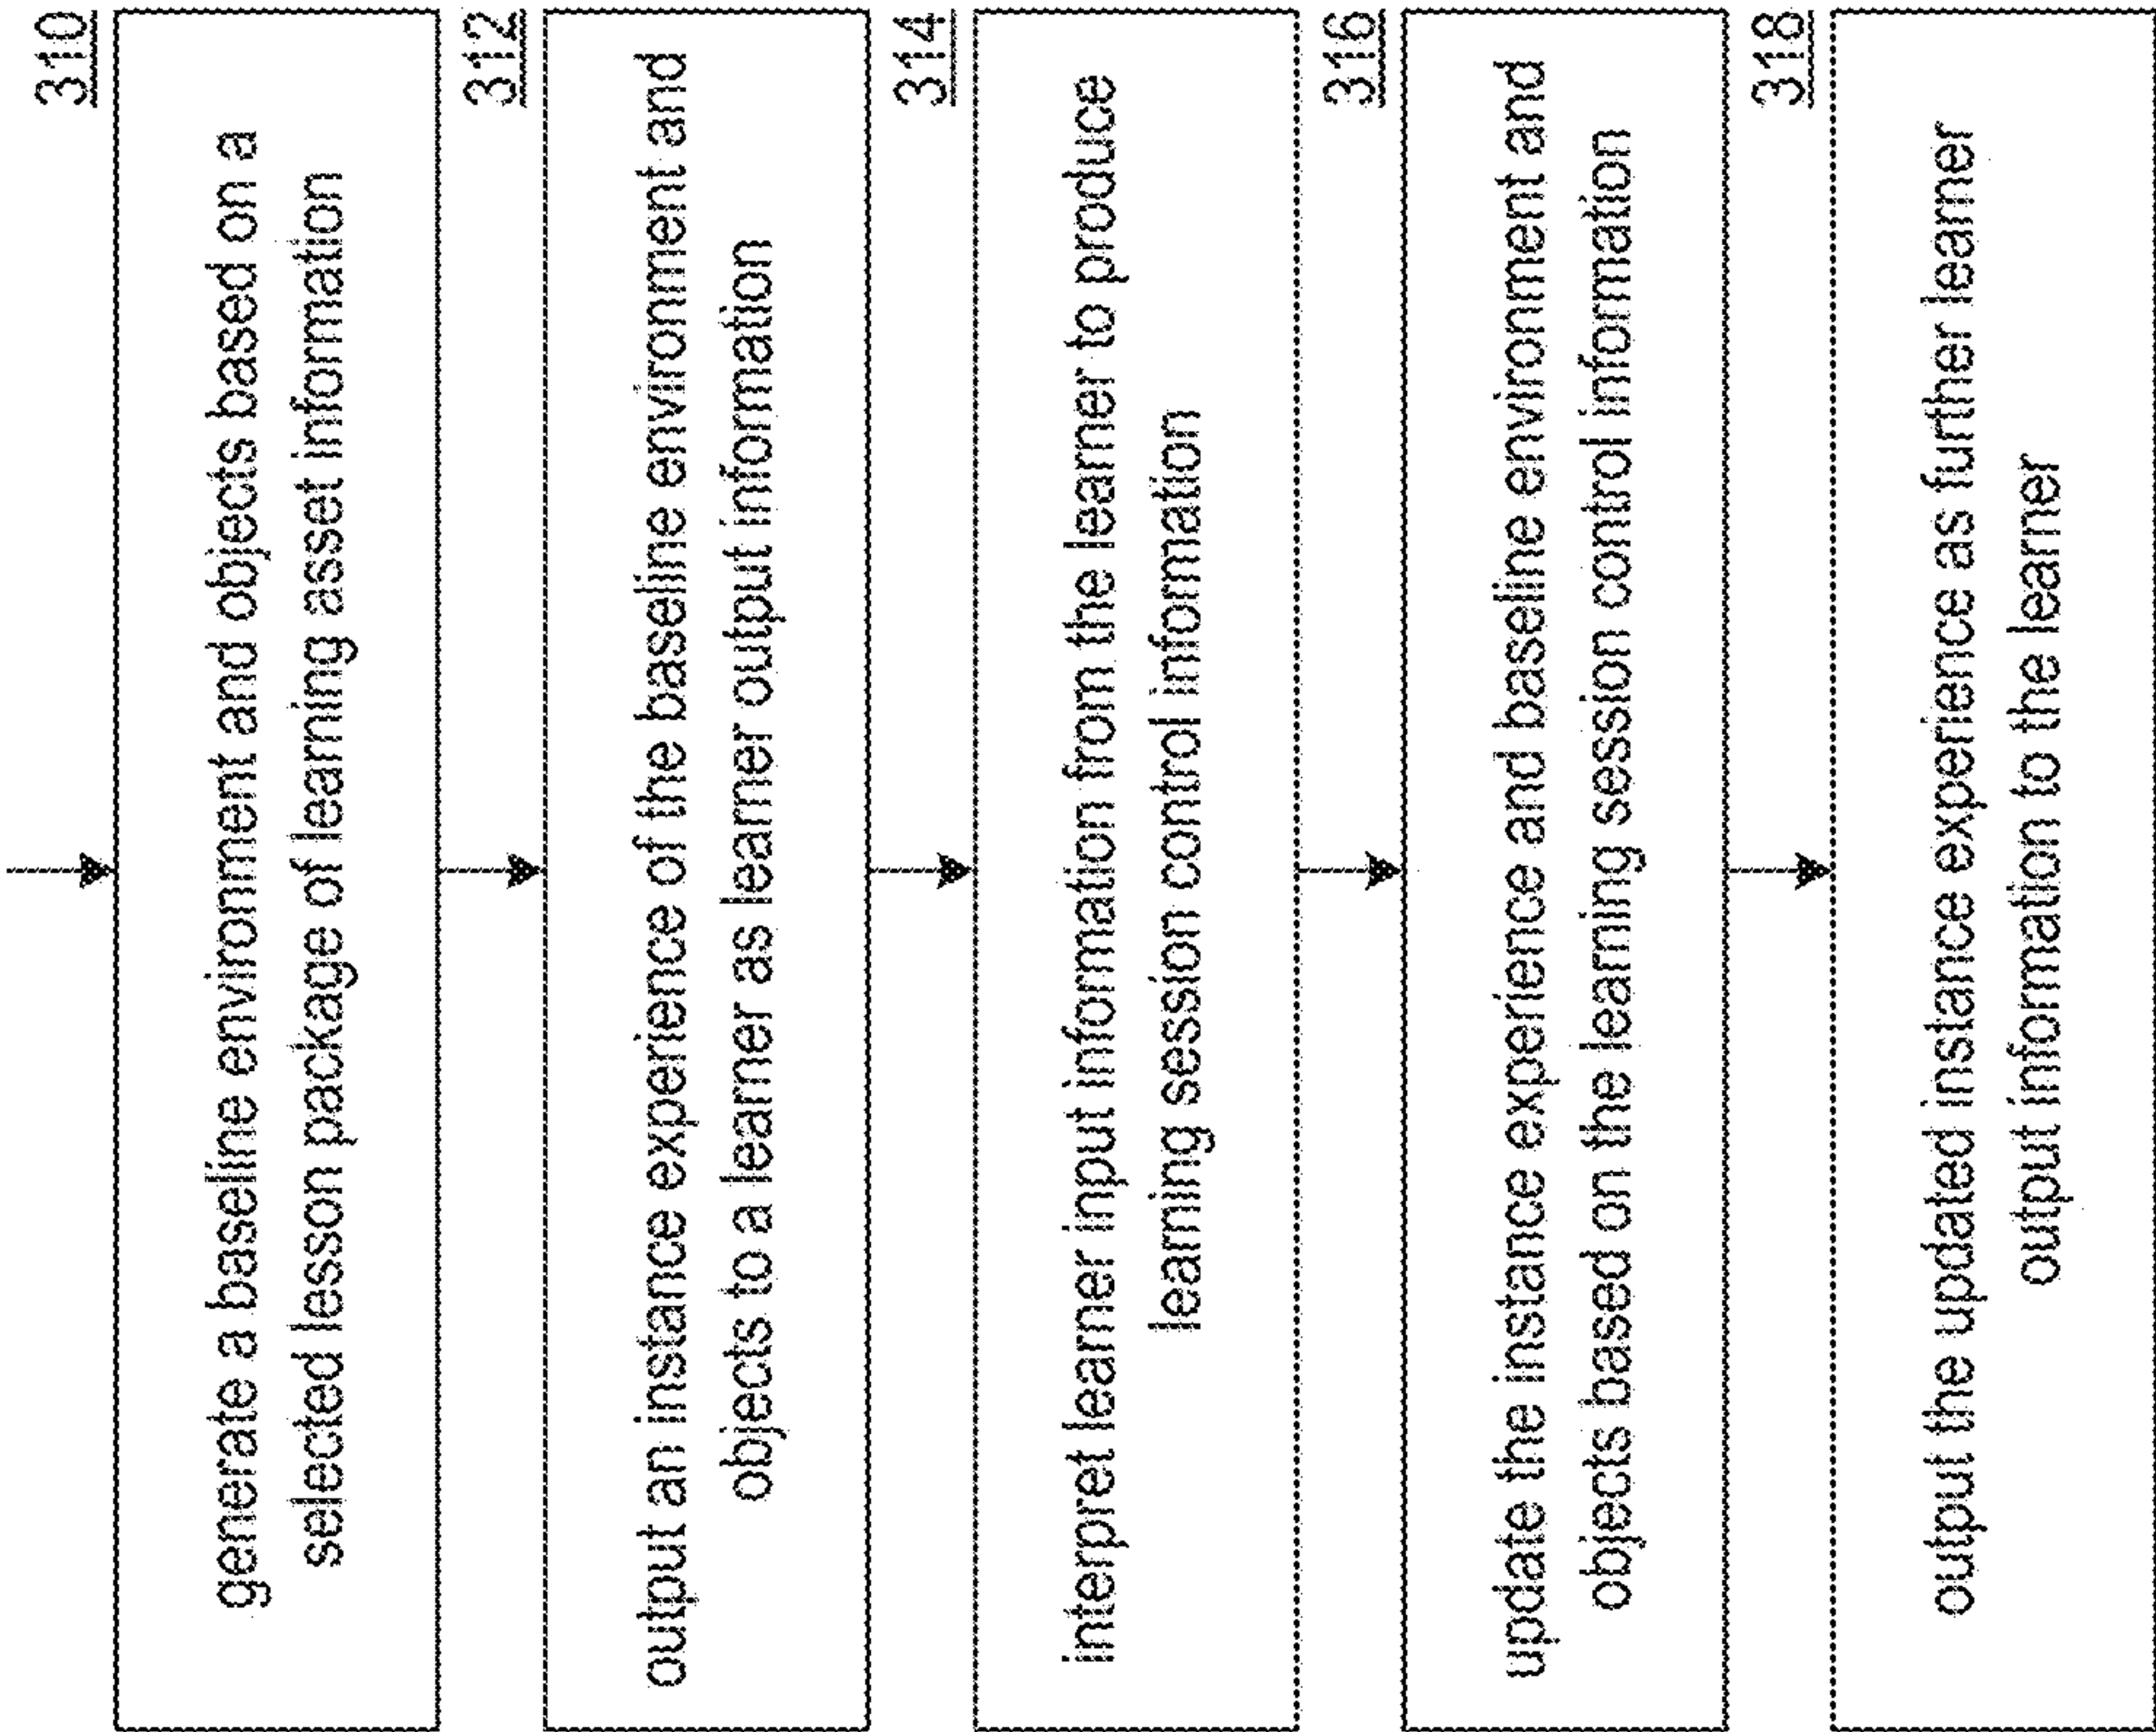 310
generate a baseline environment and objects based on a
selected lesson package of learning asset information
312
output an instance experience of the baseline environment and
objects to a learner as learner output information
314
interpret learner input information from the learner to produce
learning session control information
316
update the instance experience and baseline environment and
objects based on the learning session control information
318
output the updated instance experience as further learner
output information to the learner